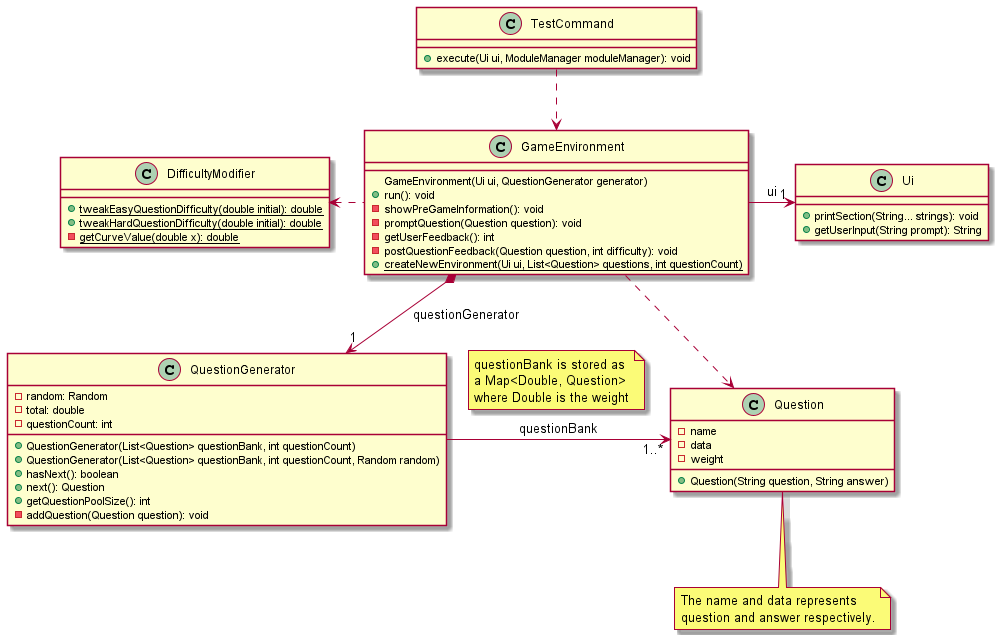 C TestCommand
execute(Ui ui, ModuleManager moduleManager): void
C GameEnvironment
GameEnvironment(Ui ui, QuestionGenerator generator)
run(): void
showPreGameInformation(): void
promptQuestion(Question question): void
getUserFeedback(): int
postQuestionFeedback(Question question, int difficulty): void
createNewEnvironment(Ui ui, List<Question> questions, int questionCount)
C DifficultyModifier
tweakEasyQuestionDifficulty(double initial): double
tweakHardQuestionDifficulty(double initial): double
getCurveValue(double x): double
ui 1
C Ui
printSection(String... strings): void
getUserInput(String prompt): String
questionGenerator
1
C QuestionGenerator
random: Random
total: double
questionCount: int
QuestionGenerator(List<Question> questionBank, int questionCount)
QuestionGenerator(List<Question> questionBank, int questionCount, Random random)
hasNext(): boolean
next(): Question
getQuestionPoolSize(): int
addQuestion(Question question): void
questionBank is stored as
a Map<Double, Question>
where Double is the weight
questionBank
1..*
C Question
name
data
weight
Question(String question, String answer)
The name and data represents
question and answer respectively.